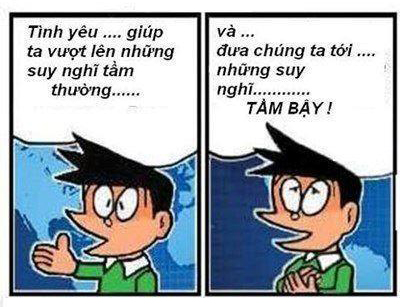 Tình yêu .... giúp
ta vượt lên những
suy nghĩ tầm
thường......
và ...
đưa chúng ta tới ....
những suy
nghĩ............
TẦM BẬY !